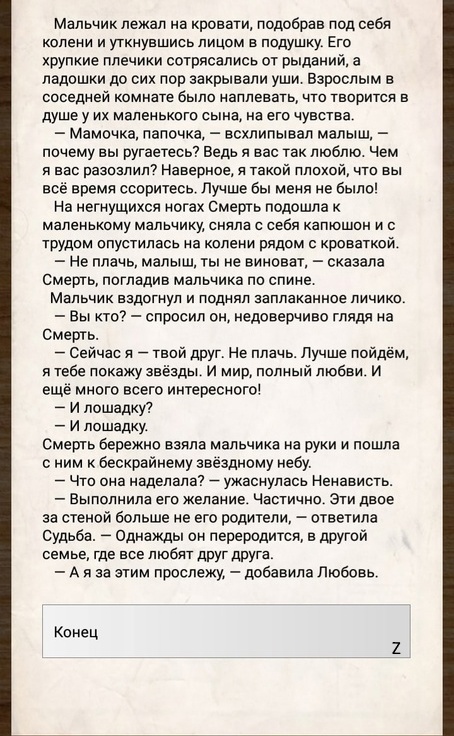 Мальчик лежал на кровати, подобрав под себя
колени и уткнувшись лицом в подушку. Его
хрупкие плечики сотрясались от рыданий, а
ладошки до сих пор закрывали уши. Взрослым в
соседней комнате было наплевать, что творится в
душе у их маленького сына, на его чувства.
— Мамочка, папочка, — всхлипывал малыш, —
почему вы ругаетесь? Ведь я вас так люблю. Чем
я вас разозлил? Наверное, я такой плохой, что вы
всё время ссоритесь. Лучше бы меня не было!
На негнущихся ногах Смерть подошла к
маленькому мальчику, сняла с себя капюшон и с
трудом опустилась на колени рядом с кроваткой.
— Не плачь, малыш, ты не виноват, — сказала
Смерть, погладив мальчика по спине.
Мальчик вздогнул и поднял заплаканное личико.
— Вы кто? — спросил он, недоверчиво глядя на
Смерть.
— Сейчас я — твой друг. Не плачь. Лучше пойдём,
я тебе покажу звёзды. И мир, полный любви. И
ещё много всего интересного!
— И лошадку?
— И лошадку.
Смерть бережно взяла мальчика на руки и пошла
с ним к бескрайнему звёздному небу.
— Что она наделала? — ужаснулась Ненависть.
— Выполнила его желание. Частично. Эти двое
за стеной больше не его родители, — ответила
Судьба. — Однажды он переродится, в другой
семье, где все любят друг друга.
— А я за этим прослежу, — добавила Любовь.
Конец
Z